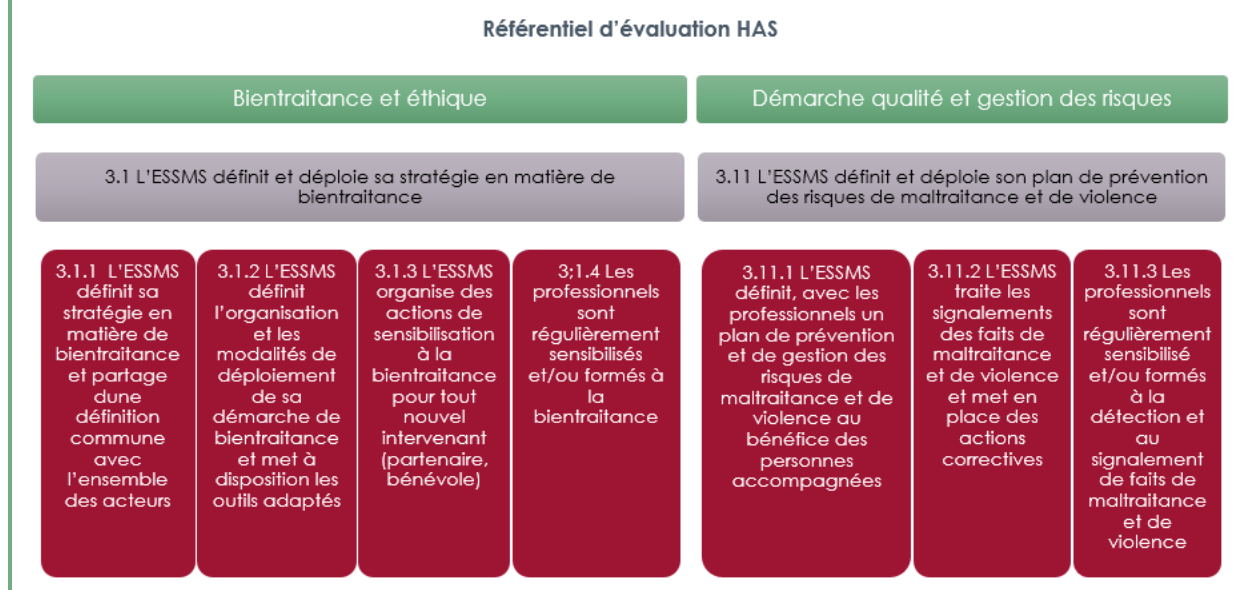 Référentiel d'évaluation HAS
Bientraitance et éthique
Démarche qualité et gestion des risques
3.1 L'ESSMS définit et déploie sa stratégie en matière de
bientraitance
3.11 L'ESSMS définit et déploie son plan de prévention
des risques de maltraitance et de violence
3.1.1 L'ESSMS
définit sa
stratégie en
matière de
bientraitance
et partage
dune
définition
commune
avec
l'ensemble
des acteurs
3.1.2 L'ESSMS
définit
l'organisation
et les
modalités de
déploiement
de sa
démarche de
bientraitance
et met à
disposition les
outils adaptés
3.1.3 L'ESSMS
organise des
actions de
sensibilisation
à la
bientraitance
pour tout
nouvel
intervenant
(partenaire,
bénévole)
3;1.4 Les
professionnels
sont
régulièrement
sensibilisés
et/ou formés à
la
bientraitance
3.11.1 L'ESSMS
définit, avec les
professionnels un
plan de prévention
et de gestion des
risques de
maltraitance et de
violence au
bénéfice des
personnes
accompagnées
3.11.2 L'ESSMS
traite les
signalements
des faits de
maltraitance
et de violence
et met en
place des
actions
correctives
3.11.3 Les
professionnels
sont
régulièrement
sensibilisé
et/ou formés
à la
détection et
au
signalement
de faits de
maltraitance
et de
violence